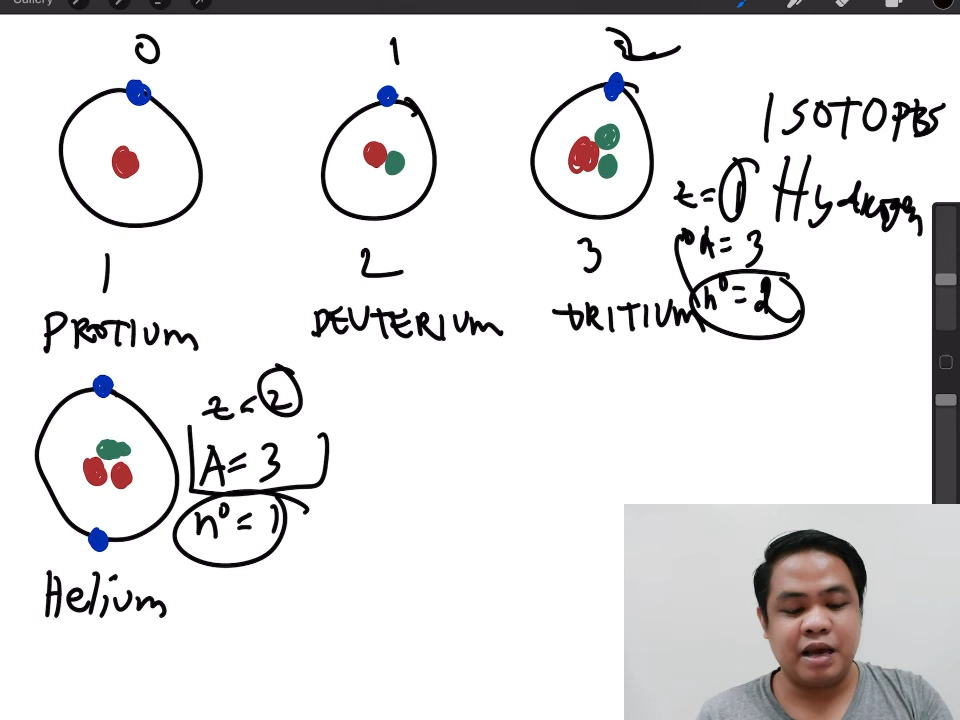 Gallery
0
1
2
ISOTOPES
Hydrogen
z=1
A=3
n⁰=2
1
2
3
PROTIUM
DEUTERIUM
TRITIUM
z=2
A=3
n⁰=1
Helium